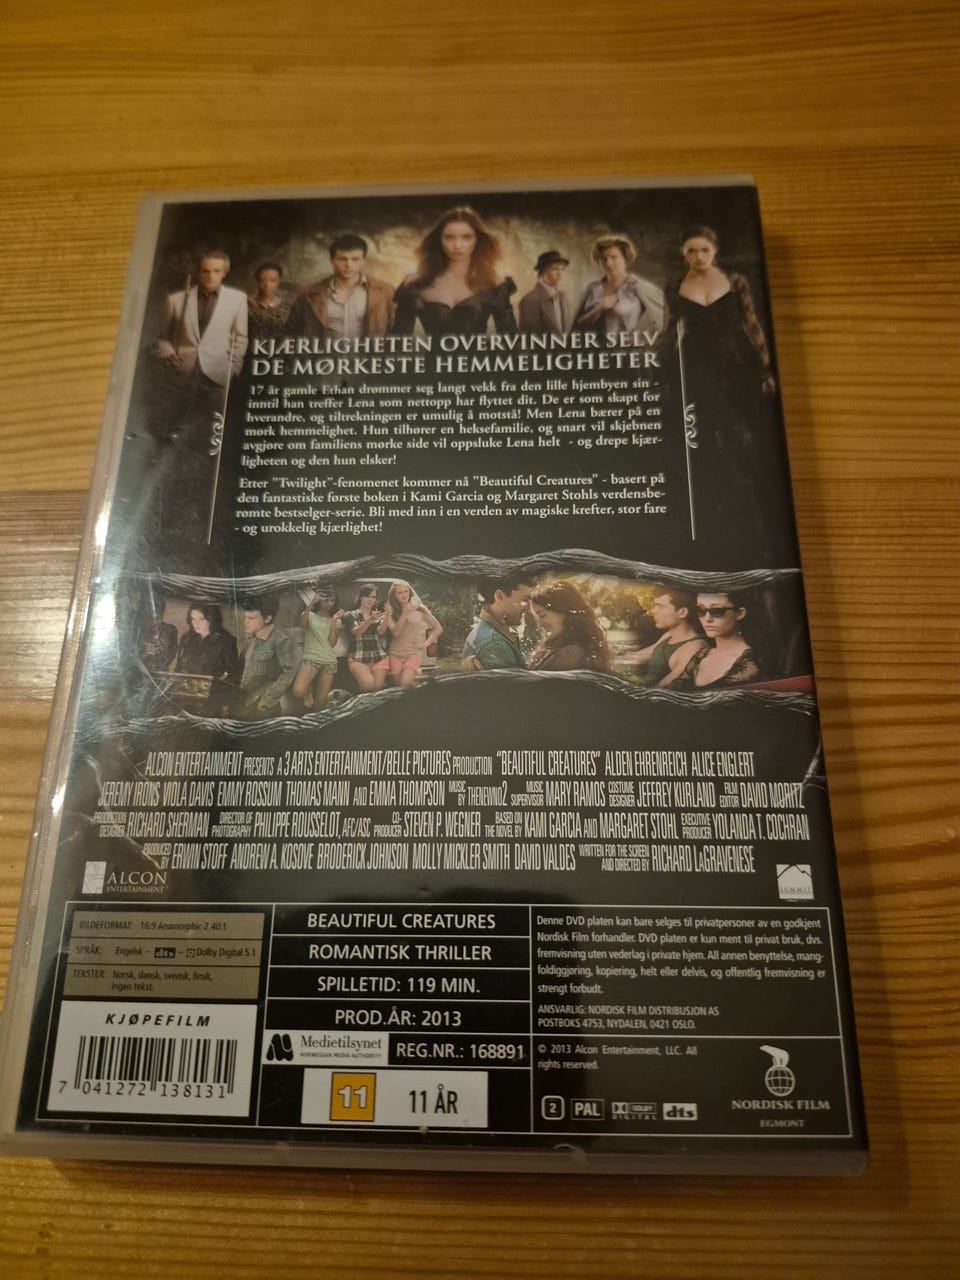 KJÆRLIGHETEN OVERVINNER SELV
DE MØRKESTE HEMMELIGHETER
17 år gamle Ethan drømmer seg langt vekk fra den lille hjembyen sin -
inntil han treffer Lena som nettopp har flyttet dit. De er som skapt for
hverandre, og tiltrekningen er umulig å motstå! Men Lena bærer på en
mørk hemmelighet. Hun tilhører en heksefamilie, og snart vil skjebnen
avgjøre om familiens mørke side vil oppsluke Lena helt - og drepe kjær-
ligheten og den hun elsker!
Etter "Twilight"-fenomenet kommer nå "Beautiful Creatures" - basert på
den fantastiske første boken i Kami Garcia og Margaret Stohls verdensbe-
rømte bestselger-serie. Bli med inn i en verden av magiske krefter, stor fare
- og urokkelig kjærlighet!
ALCON ENTERTAINMENT PRESENTS A 3 ARTS ENTERTAINMENT/BELLE PICTURES PRODUCTION "BEAUTIFUL CREATURES" ALDEN EHRENREICH ALICE ENGLERT
JEREMY IRONS VIOLA DAVIS EMMY ROSSUM THOMAS MANN AND EMMA THOMPSON MUSIC BY THENEWNO2 MUSIC SUPERVISOR MARY RAMOS COSTUME DESIGNER JEFFREY KURLAND FILM EDITOR DAVID MORITZ
PRODUCTION DESIGNER RICHARD SHERMAN DIRECTOR OF PHOTOGRAPHY PHILIPPE ROUSSELOT, AFC/ASC CO-PRODUCER STEVEN P. WEGNER BASED ON THE NOVEL BY KAMI GARCIA AND MARGARET STOHL EXECUTIVE PRODUCER YOLANDA T. COCHRAN
PRODUCED BY ERWIN STOFF ANDREW A. KOSOVE BRODERICK JOHNSON MOLLY MICKLER SMITH DAVID VALDES WRITTEN FOR THE SCREEN AND DIRECTED BY RICHARD LaGRAVENESE
ALCON
ENTERTAINMENT
SUMMIT
BILDEFORMAT: 16:9 Anamorphic 2.40:1
SPRÅK: Engelsk - dts - Dolby Digital 5.1
TEKSTER: Norsk, dansk, svensk, finsk,
ingen tekst.
KJØPEFILM
7 041272 138131
BEAUTIFUL CREATURES
ROMANTISK THRILLER
SPILLETID: 119 MIN.
PROD.ÅR: 2013
Medietilsynet
NORWEGIAN MEDIA AUTHORITY
REG.NR.: 168891
11
11 ÅR
Denne DVD platen kan bare selges til privatpersoner av en godkjent
Nordisk Film forhandler. DVD platen er kun ment til privat bruk, dvs.
fremvisning uten vederlag i private hjem. All annen benyttelse, mang-
foldiggjøring, kopiering, helt eller delvis, og offentlig fremvisning er
strengt forbudt.
ANSVARLIG: NORDISK FILM DISTRIBUSJON AS
POSTBOKS 4753, NYDALEN, 0421 OSLO.
© 2013 Alcon Entertainment, LLC. All
rights reserved.
2
PAL
DOLBY
DIGITAL
dts
NORDISK FILM
EGMONT